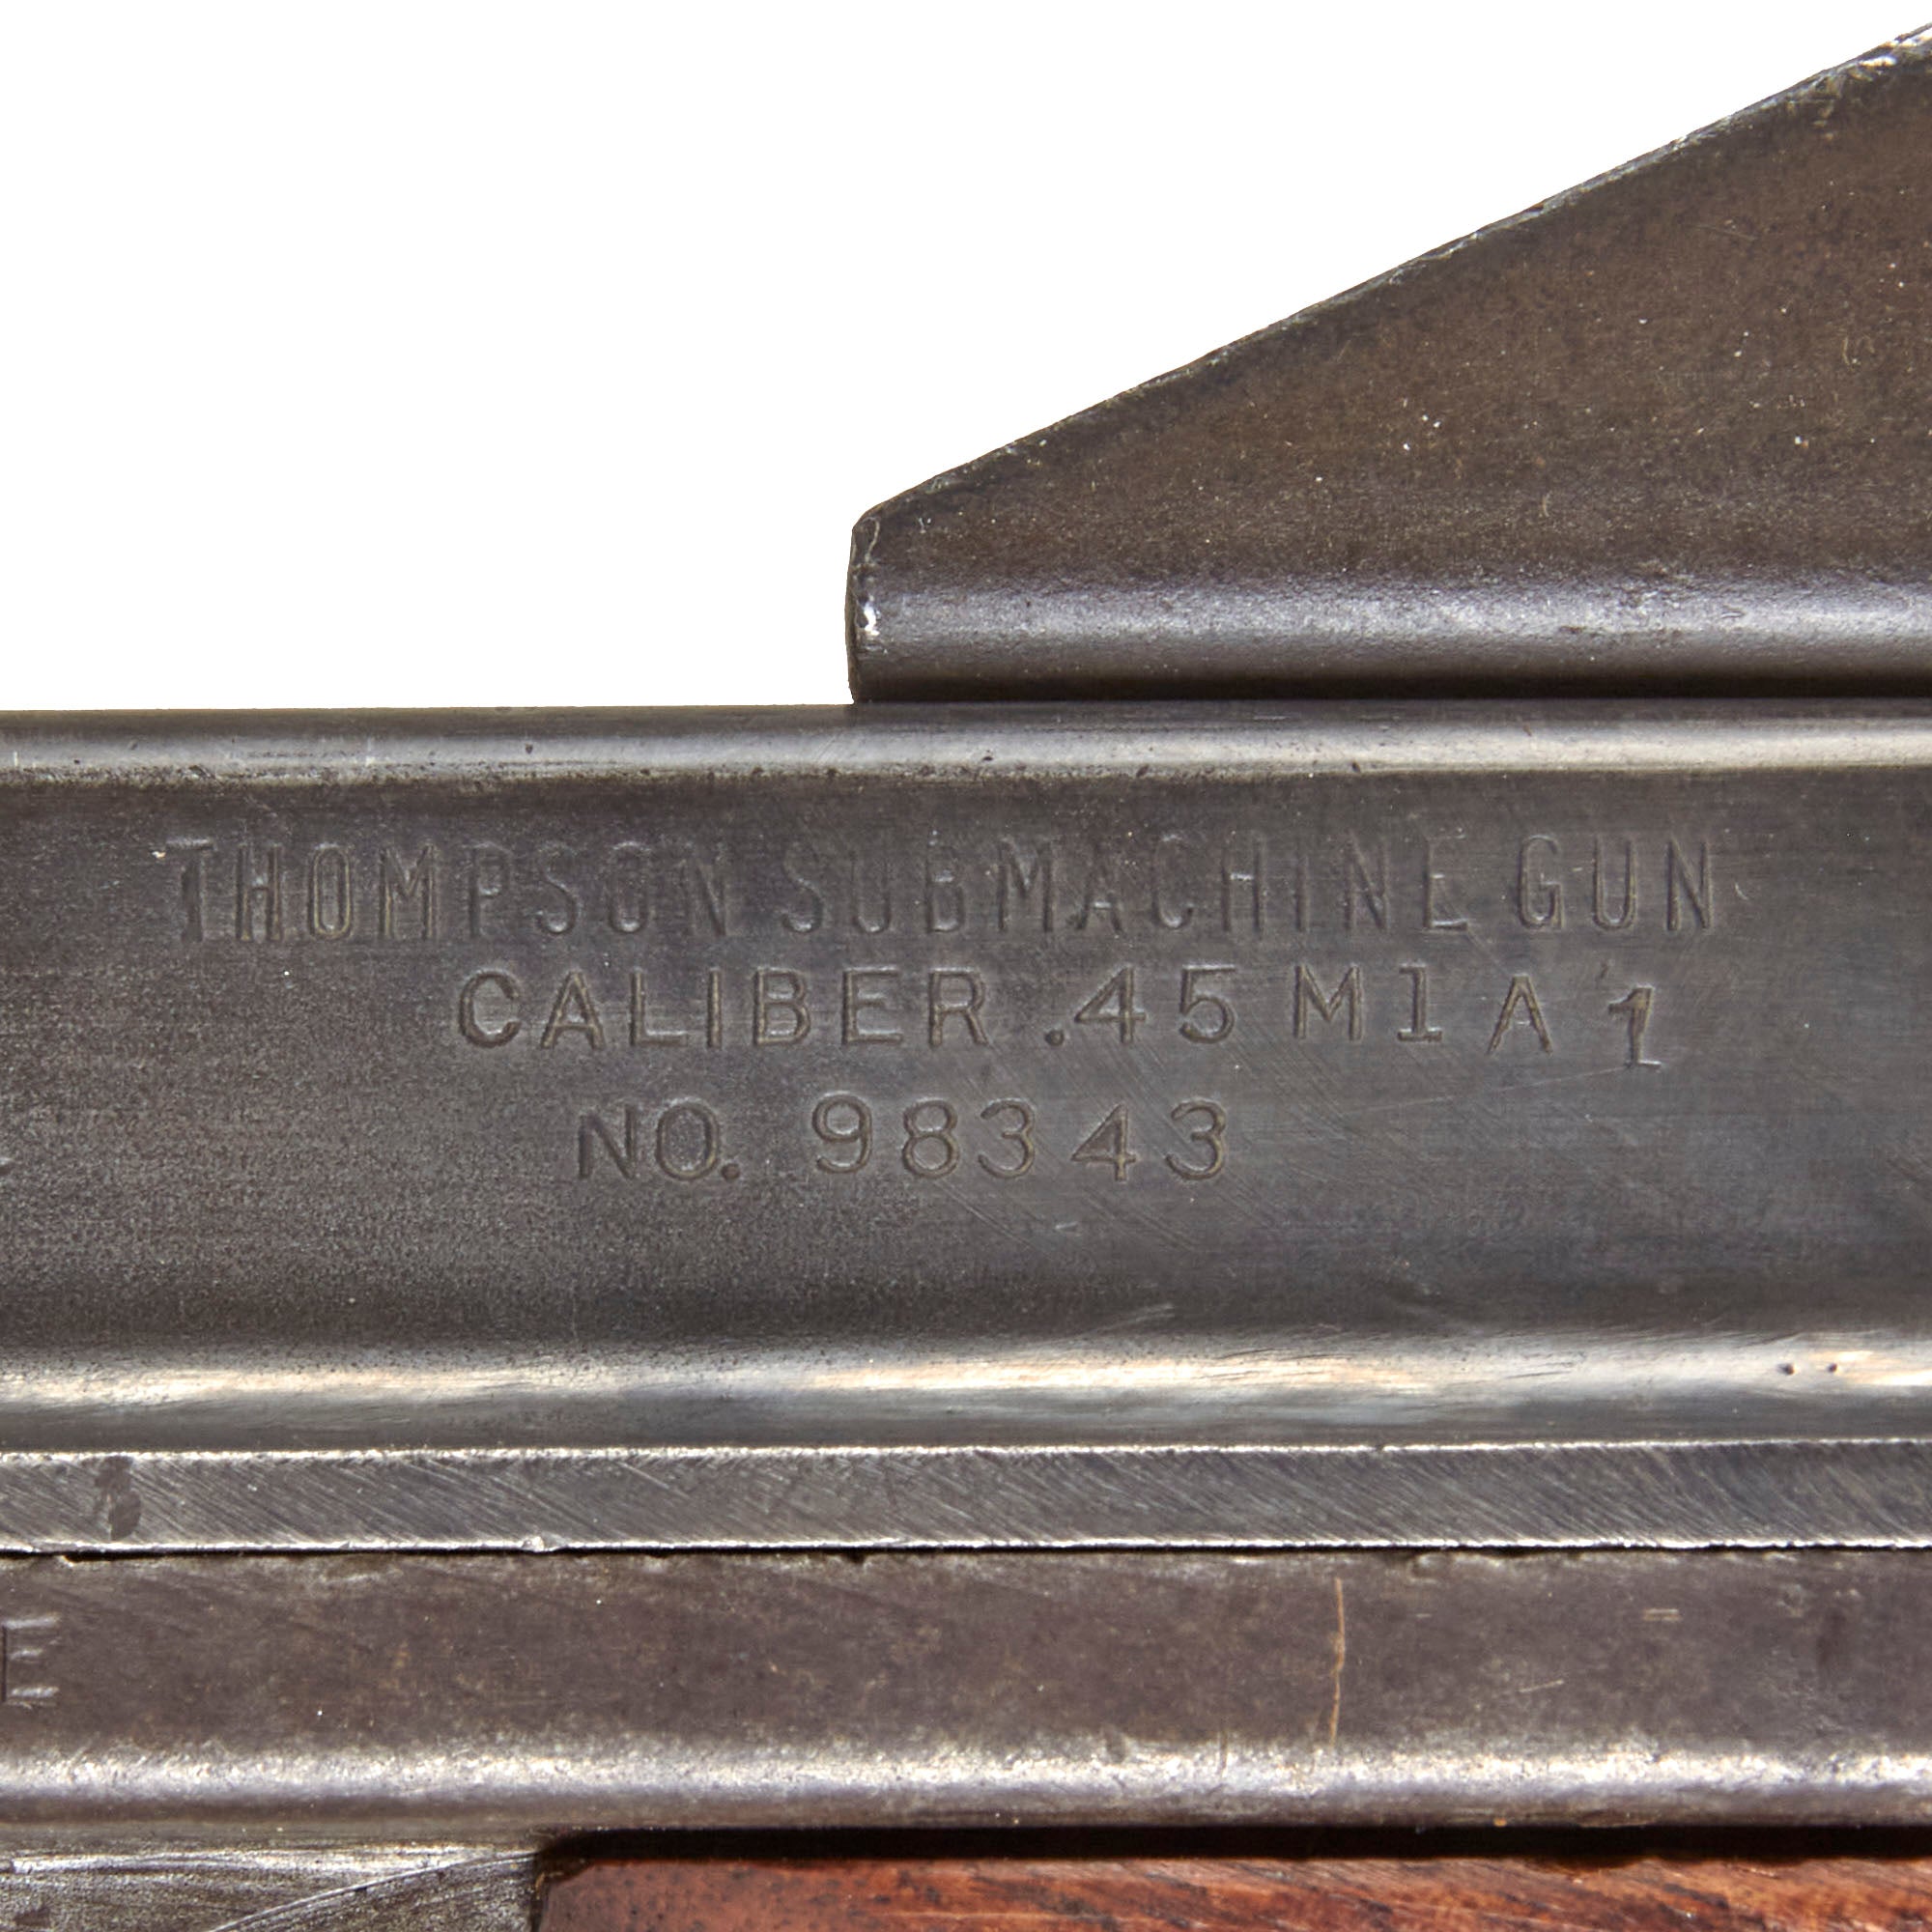 THOMPSON SUBMACHINE GUN
CALIBER .45 M1A1
NO. 98343
E